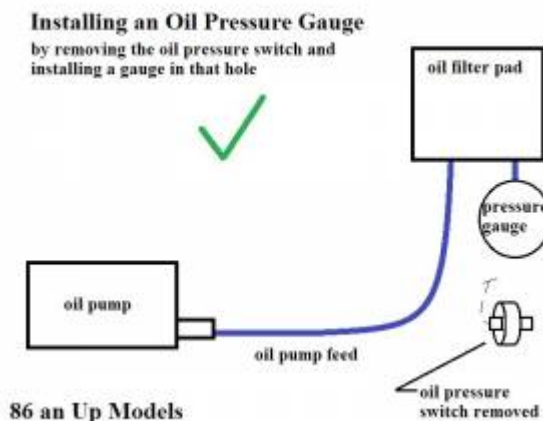 Installing an Oil Pressure Gauge
by removing the oil pressure switch and
installing a gauge in that hole
oil filter pad
pressure
gauge
oil pump
oil pump feed
oil pressure
switch removed
86 an Up Models